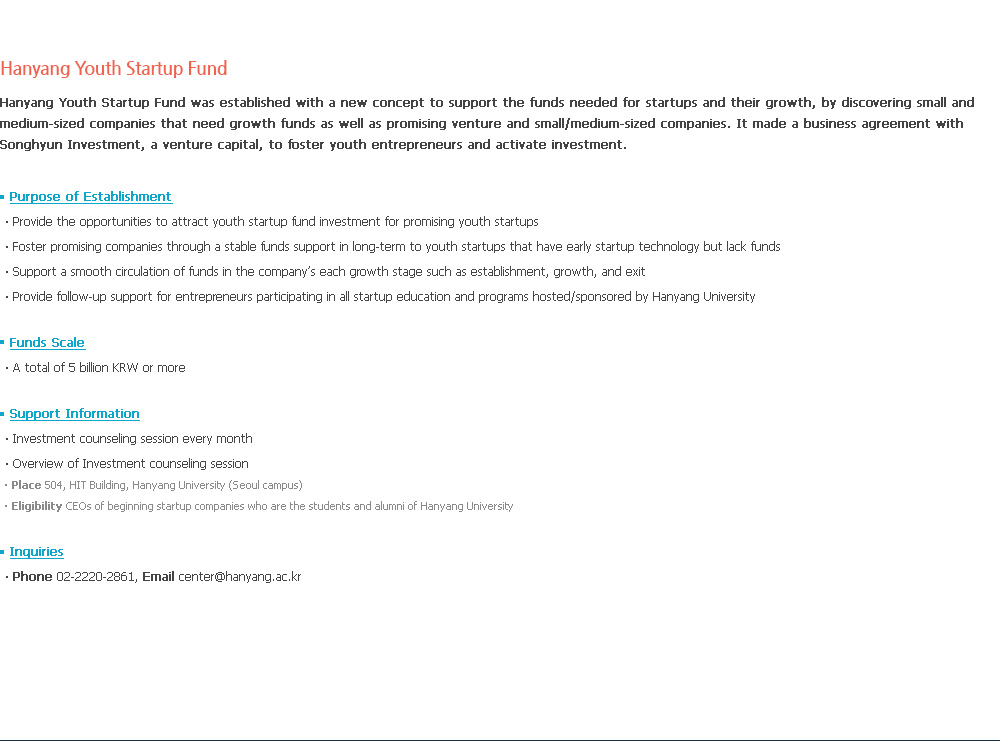 Hanyang Youth Startup Fund
Hanyang Youth Startup Fund was established with a new concept to support the funds needed for startups and their growth, by discovering small and
medium-sized companies that need growth funds as well as promising venture and small/medium-sized companies. It made a business agreement with
Songhyun Investment, a venture capital, to foster youth entrepreneurs and activate investment.
Purpose of Establishment
· Provide the opportunities to attract youth startup fund investment for promising youth startups
· Foster promising companies through a stable funds support in long-term to youth startups that have early startup technology but lack funds
· Support a smooth circulation of funds in the company's each growth stage such as establishment, growth, and exit
· Provide follow-up support for entrepreneurs participating in all startup education and programs hosted/sponsored by Hanyang University
Funds Scale
· A total of 5 billion KRW or more
Support Information
· Investment counseling session every month
· Overview of Investment counseling session
· Place 504, HIT Building, Hanyang University (Seoul campus)
· Eligibility CEOs of beginning startup companies who are the students and alumni of Hanyang University
Inquiries
· Phone 02-2220-2861, Email center@hanyang.ac.kr